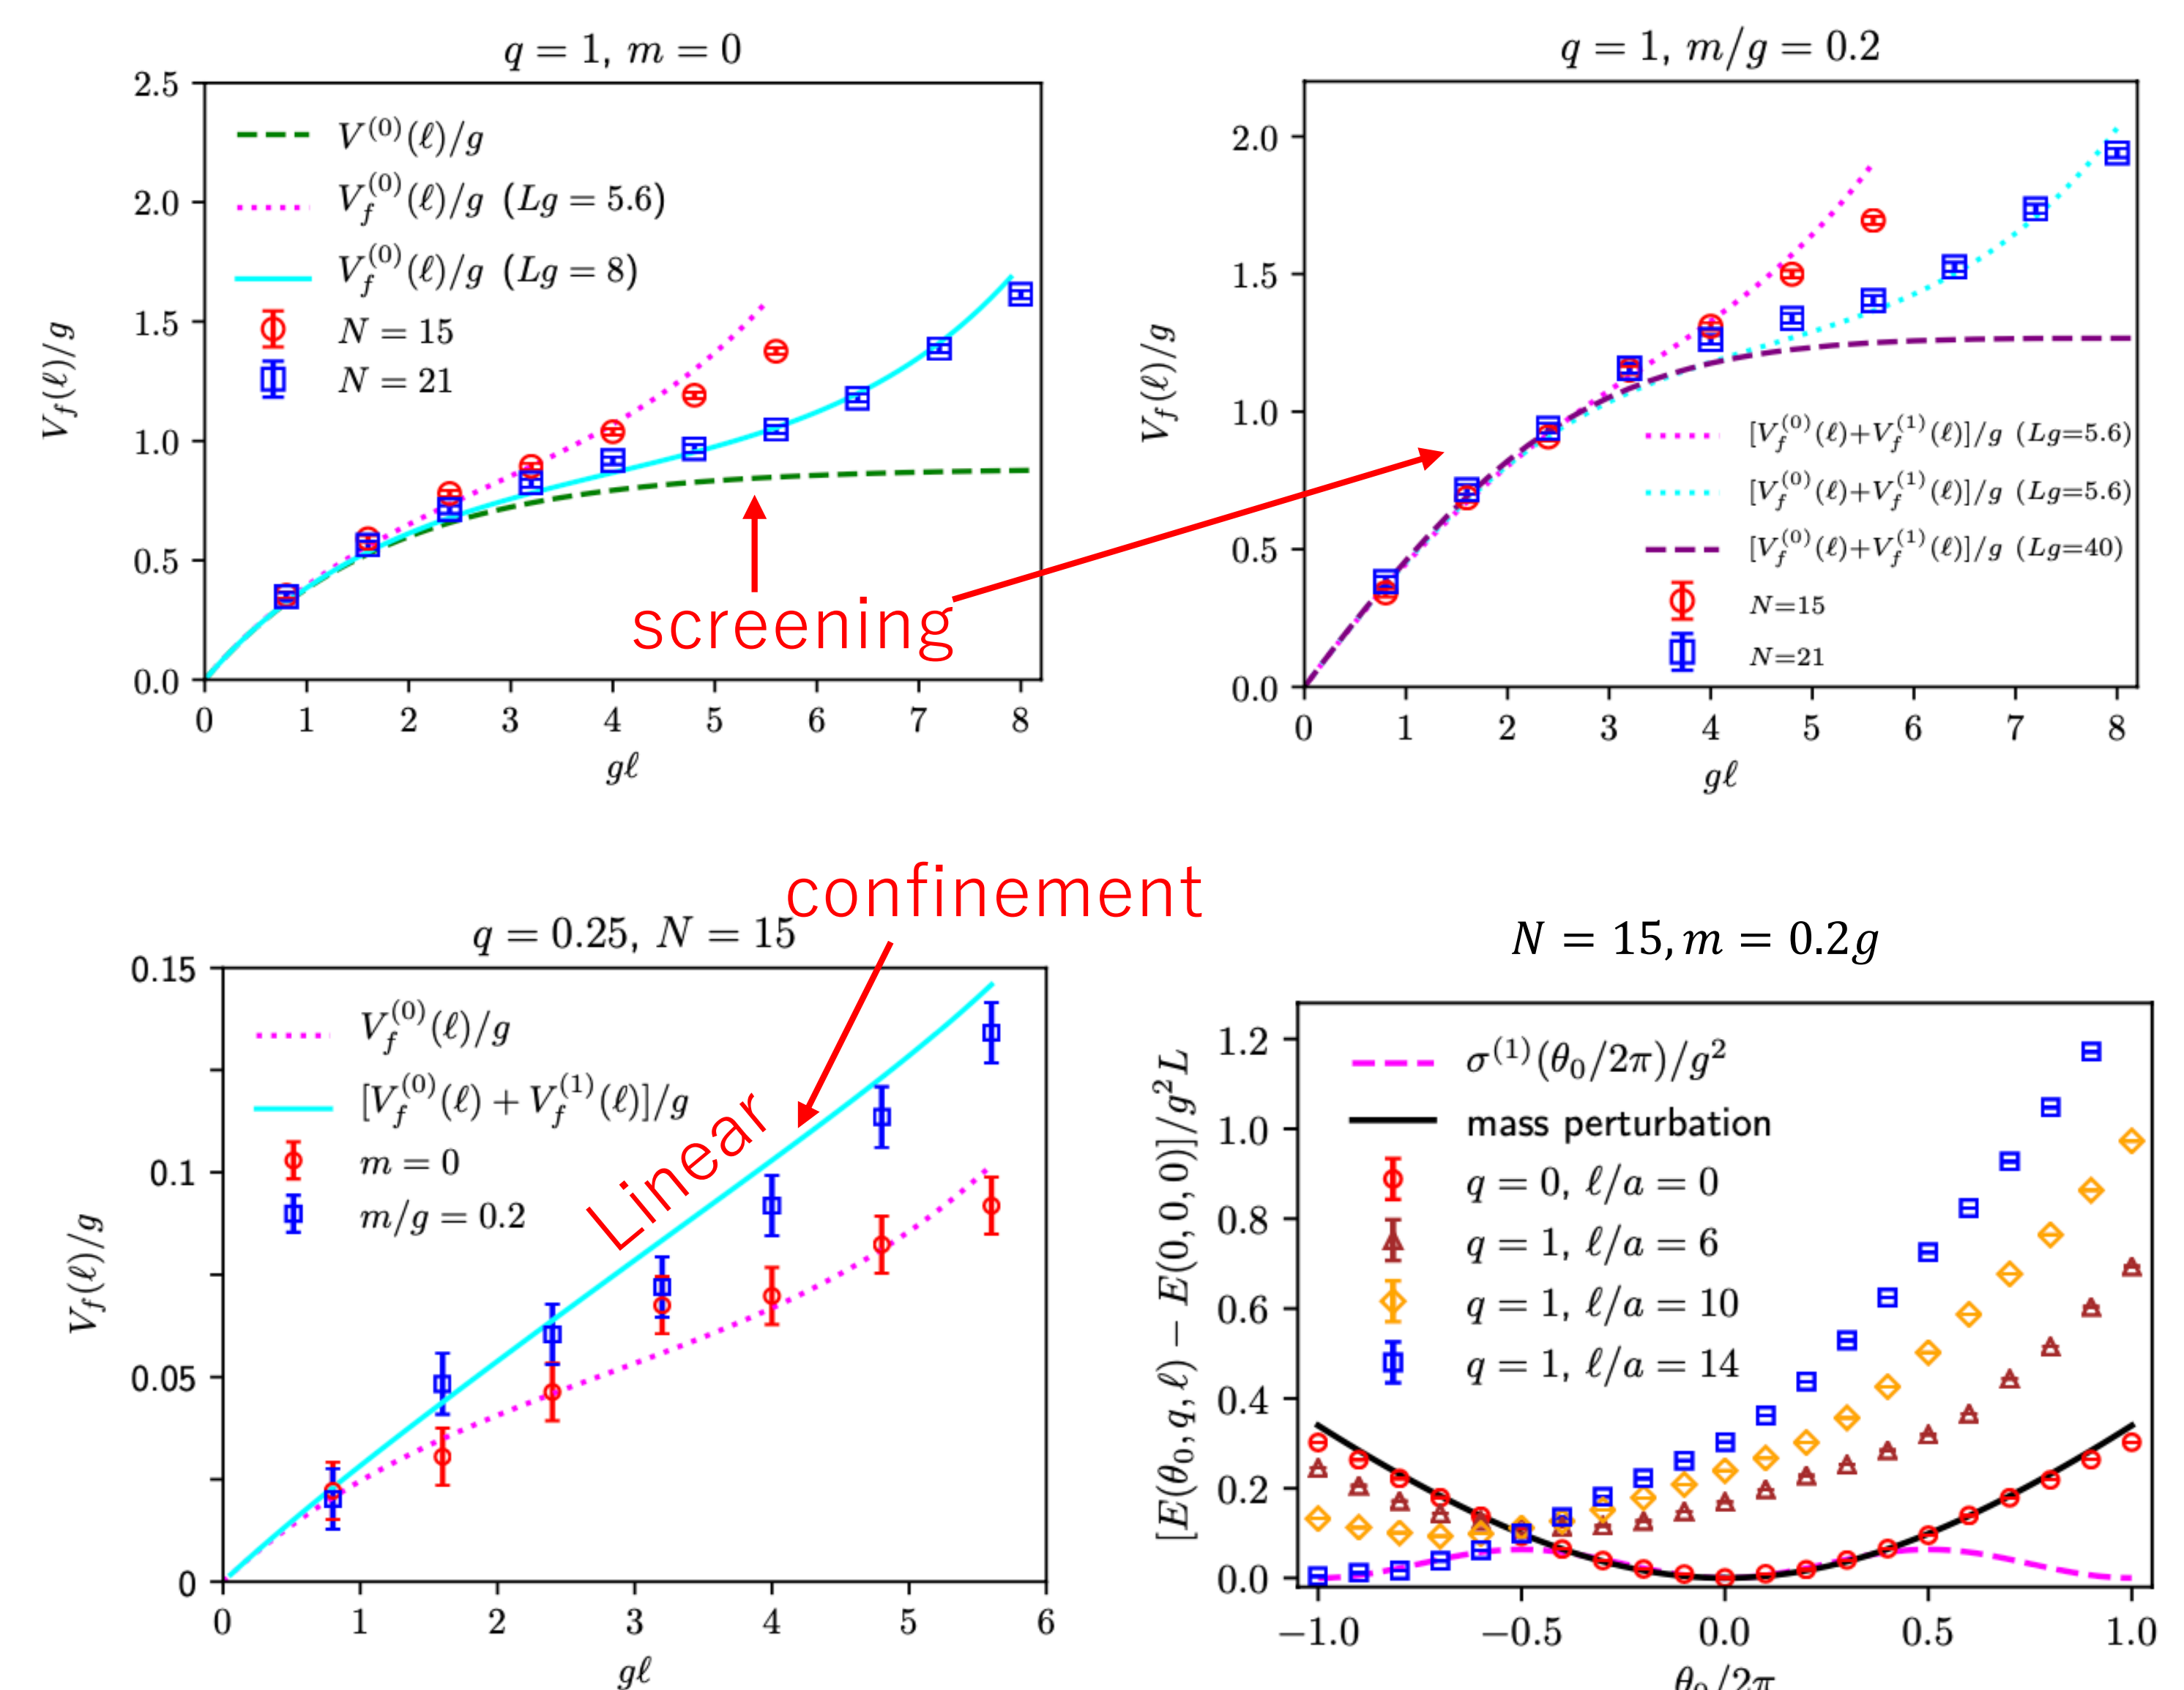 q = 1, m = 0
2.5
2.0
1.5
1.0
0.5
0.0
V_f(ℓ)/g
V^{(0)}(ℓ)/g
V_f^{(0)}(ℓ)/g (Lg = 5.6)
V_f^{(0)}(ℓ)/g (Lg = 8)
N = 15
N = 21
0 1 2 3 4 5 6 7 8
gℓ
screening
q = 1, m/g = 0.2
2.0
1.5
1.0
0.5
0.0
V_f(ℓ)/g
[V_f^{(0)}(ℓ)+V_f^{(1)}(ℓ)]/g (Lg=5.6)
[V_f^{(0)}(ℓ)+V_f^{(1)}(ℓ)]/g (Lg=5.6)
[V_f^{(0)}(ℓ)+V_f^{(1)}(ℓ)]/g (Lg=40)
N=15
N=21
0 1 2 3 4 5 6 7 8
gℓ
confinement
q = 0.25, N = 15
0.15
0.1
0.05
0
V_f(ℓ)/g
V_f^{(0)}(ℓ)/g
[V_f^{(0)}(ℓ) + V_f^{(1)}(ℓ)]/g
m = 0
m/g = 0.2
Linear
0 1 2 3 4 5 6
gℓ
N = 15, m = 0.2g
1.2
1.0
0.8
0.6
0.4
0.2
0.0
[E(θ_0, q, ℓ) − E(0, 0, 0)]/g^2L
σ^{(1)}(θ_0/2π)/g^2
mass perturbation
q = 0, ℓ/a = 0
q = 1, ℓ/a = 6
q = 1, ℓ/a = 10
q = 1, ℓ/a = 14
−1.0 −0.5 0.0 0.5 1.0
θ_0/2π